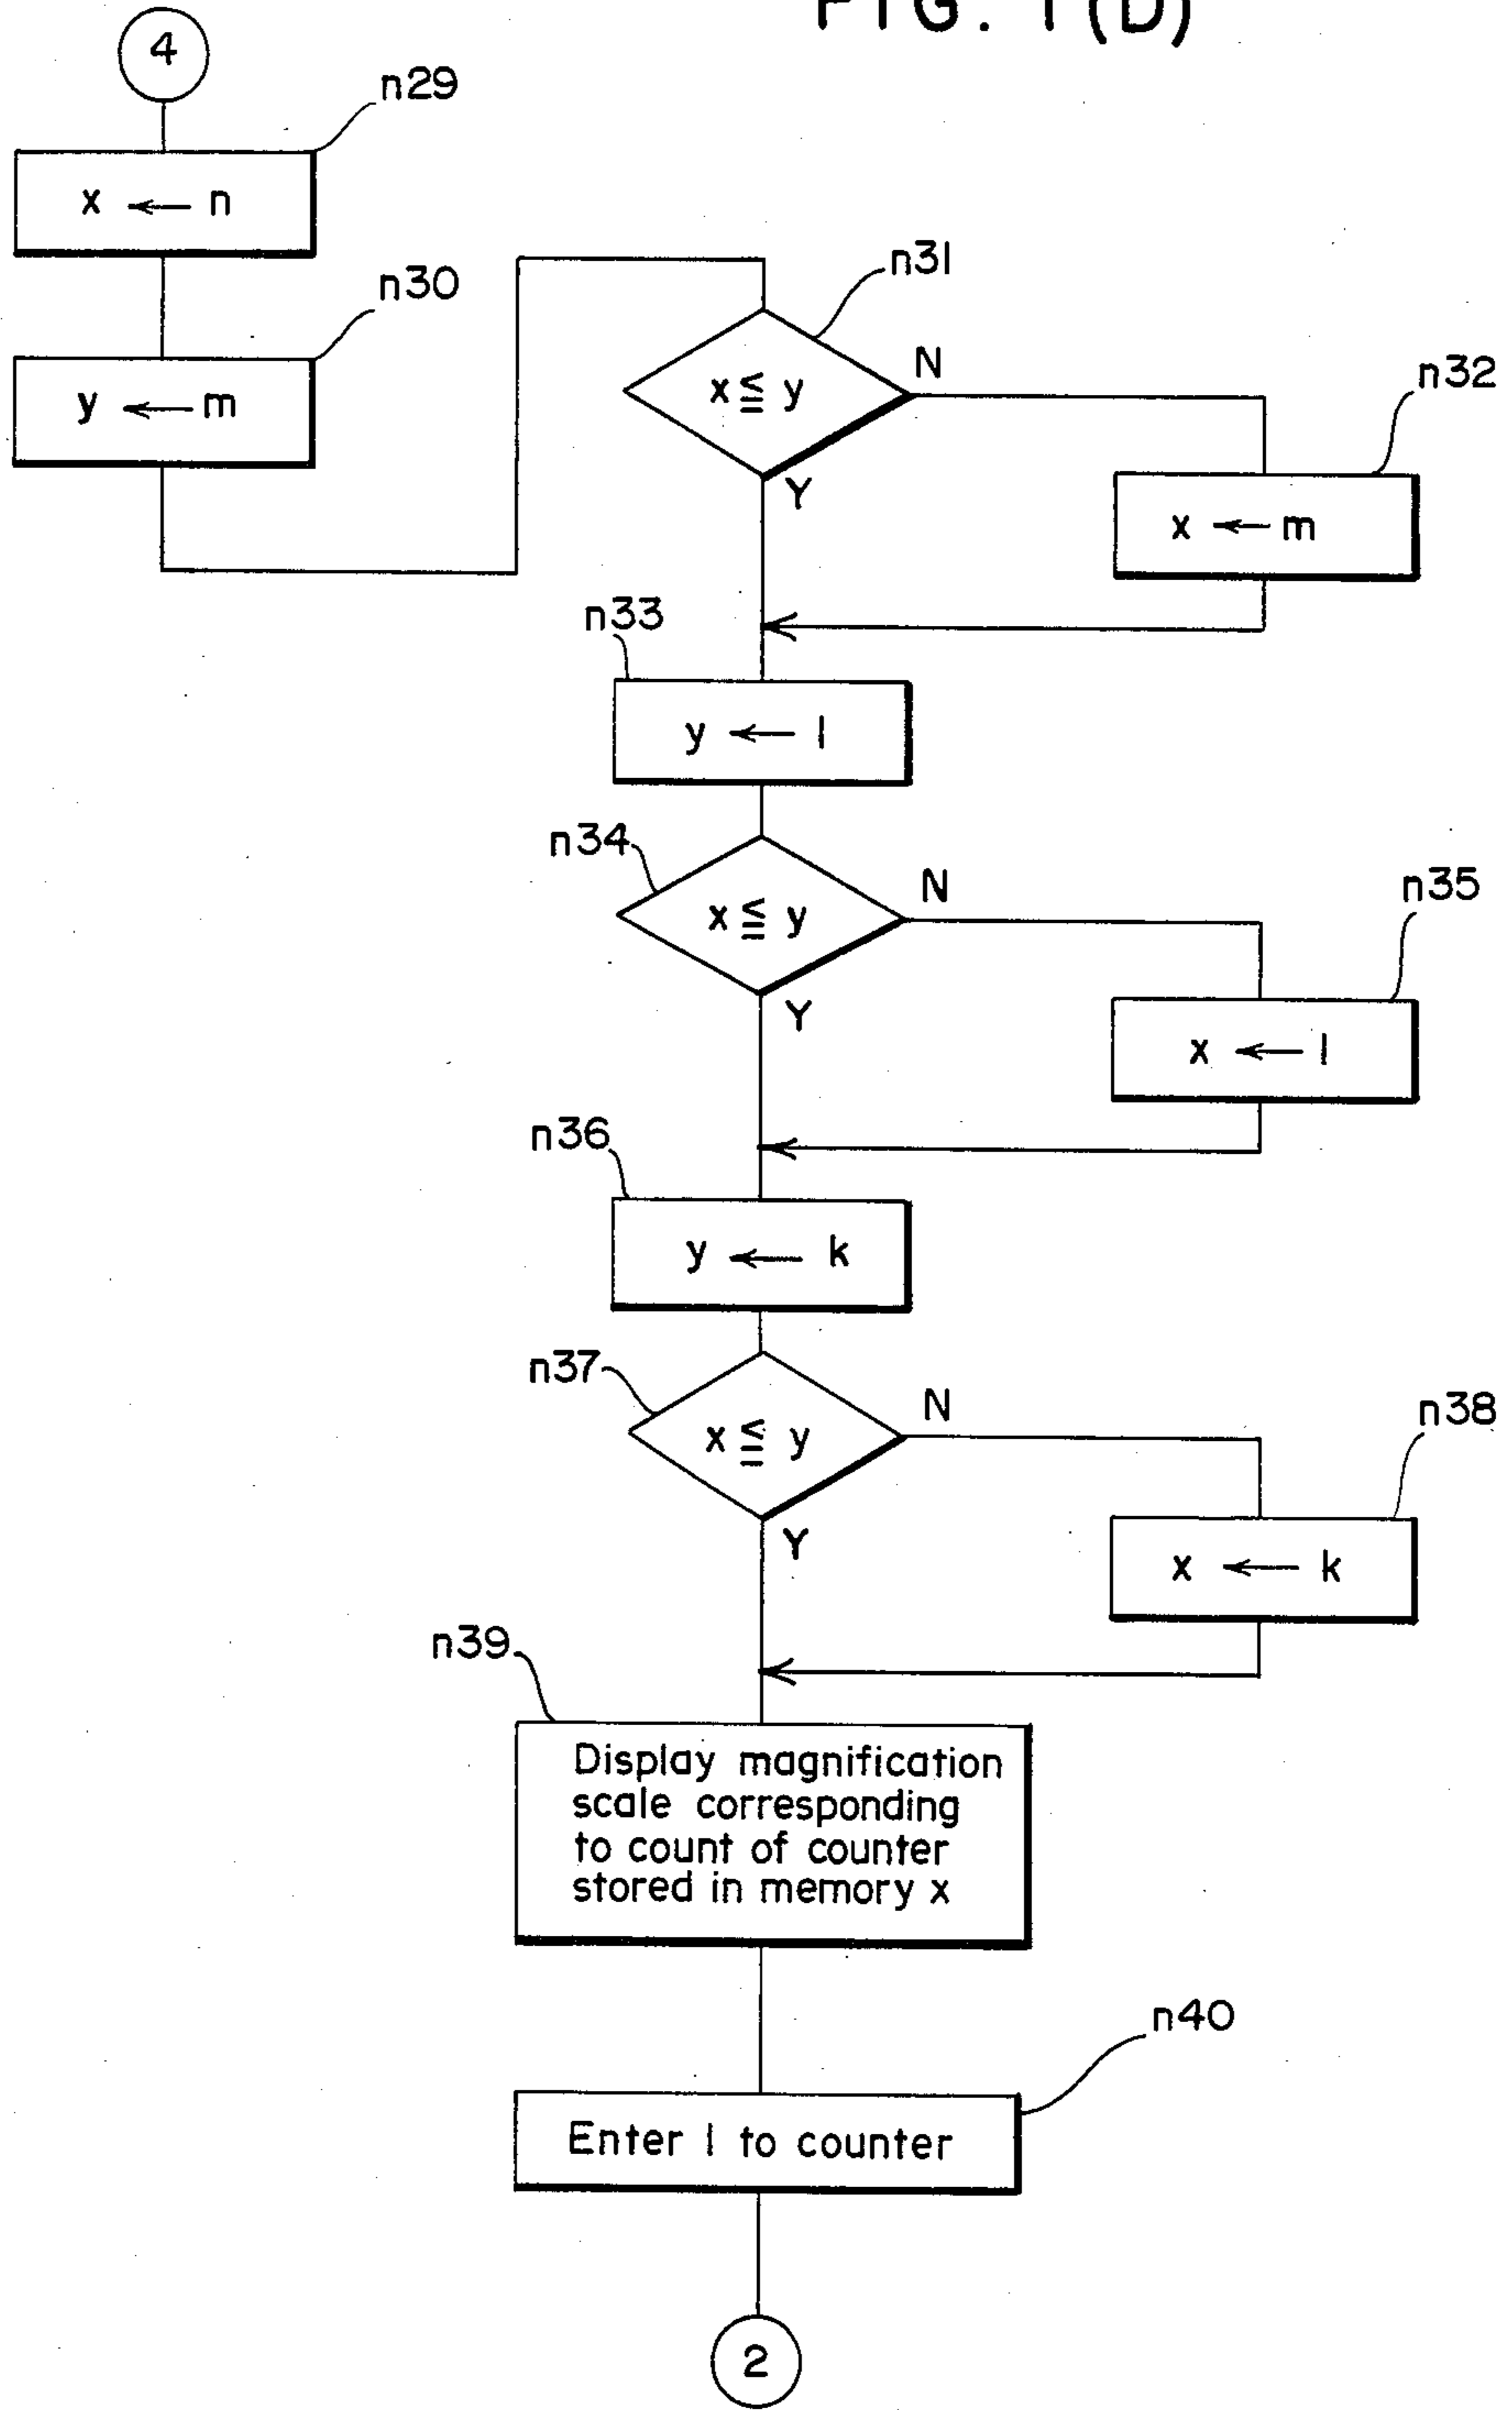 FIG. 1(D)
4
n29
x ← n
n30
y ← m
n31
x ≦ y
N
Y
n32
x ← m
n33
y ← l
n34
x ≦ y
N
Y
n35
x ← l
n36
y ← k
n37
x ≦ y
N
Y
n38
x ← k
n39
Display magnification
scale corresponding
to count of counter
stored in memory x
n40
Enter 1 to counter
2